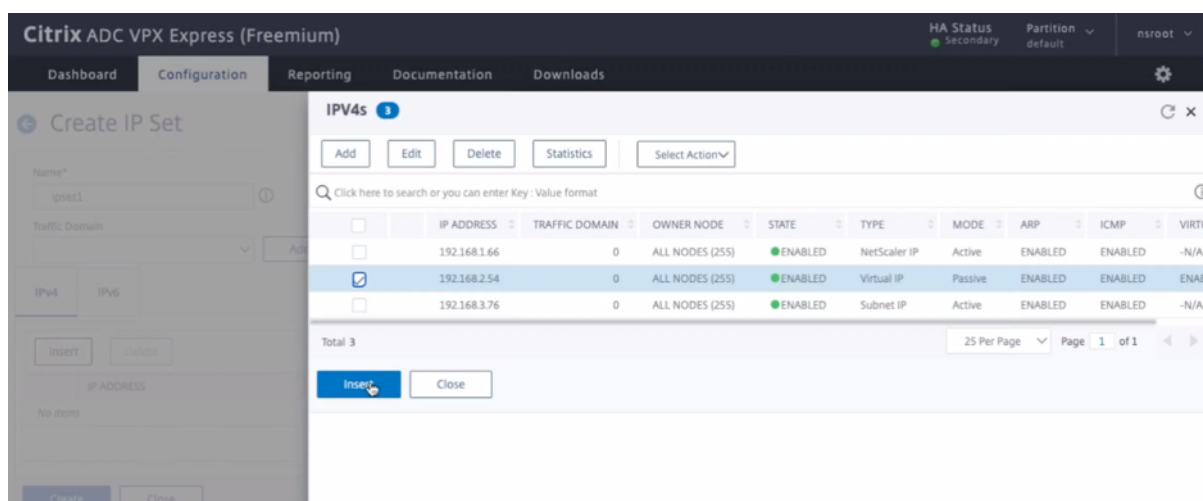 Citrix ADC VPX Express (Freemium)
HA Status
Secondary
Partition
default
nsroot
Dashboard Configuration Reporting Documentation Downloads
Create IP Set
Name*
ipset1
Traffic Domain
Add
IPv4 IPv6
Insert Delete
IP ADDRESS
No items
Create Close
IPV4s 3
Add Edit Delete Statistics Select Action
Click here to search or you can enter Key : Value format
IP ADDRESS TRAFFIC DOMAIN OWNER NODE STATE TYPE MODE ARP ICMP VIRTU
192.168.1.66 0 ALL NODES (255) ENABLED NetScaler IP Active ENABLED ENABLED -N/A
192.168.2.54 0 ALL NODES (255) ENABLED Virtual IP Passive ENABLED ENABLED ENAB
192.168.3.76 0 ALL NODES (255) ENABLED Subnet IP Active ENABLED ENABLED -N/A
Total 3
25 Per Page Page 1 of 1
Insert Close